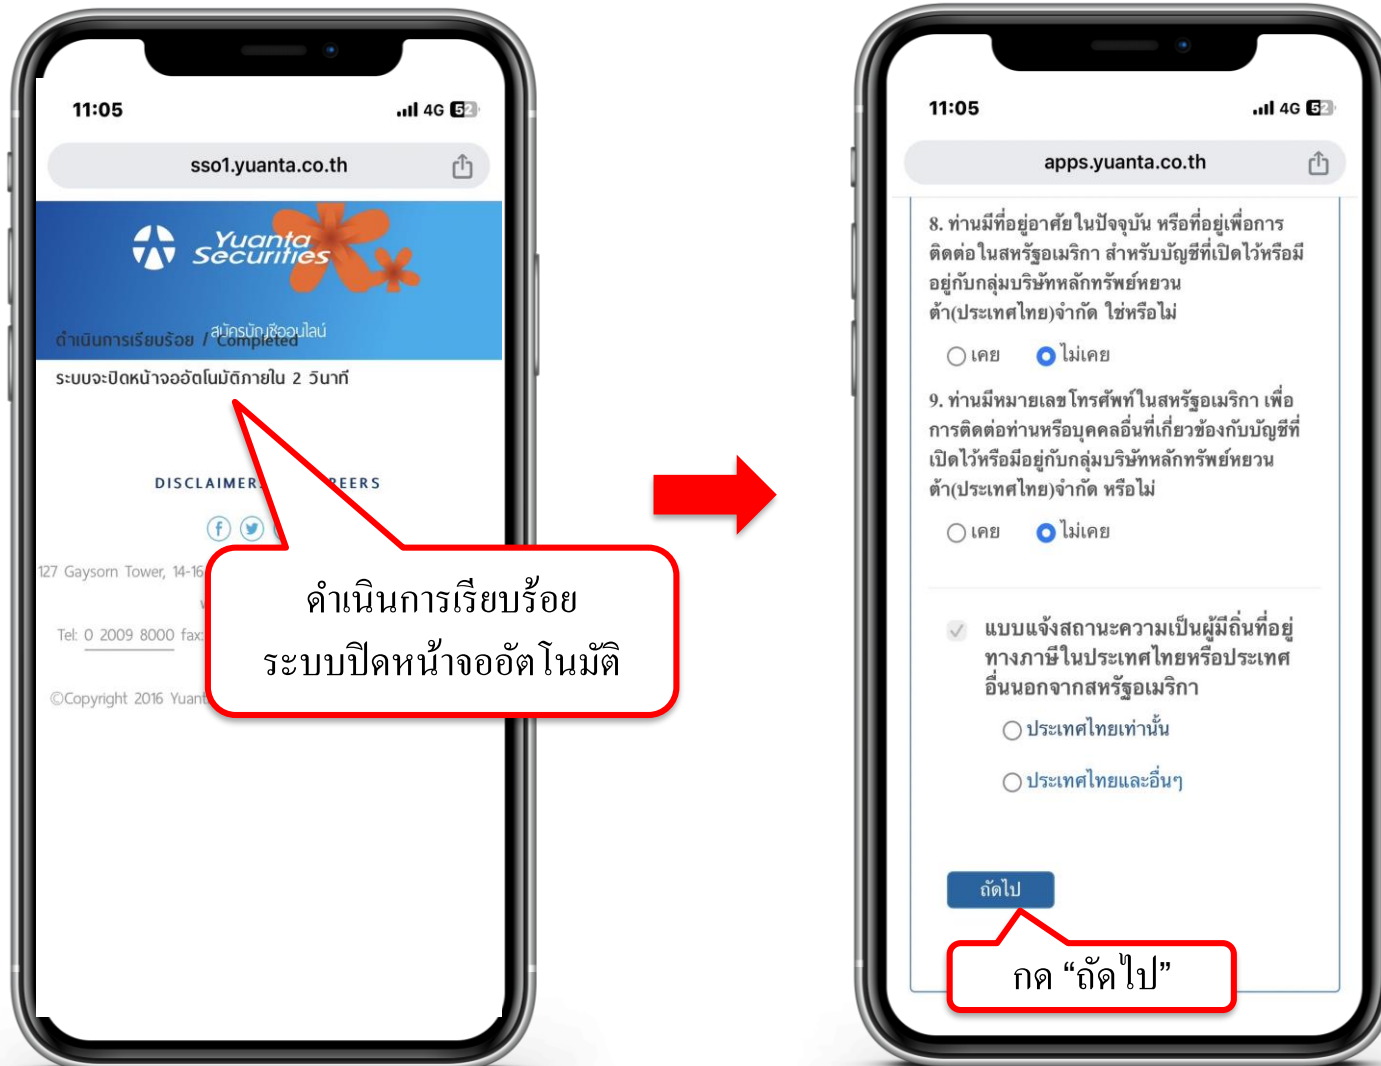 11:05
4G 52
sso1.yuanta.co.th
Yuanta
Securities
สมัครบัญชีออนไลน์
ดำเนินการเรียบร้อย / Completed
ระบบจะปิดหน้าจออัตโนมัติภายใน 2 วินาที
DISCLAIMER
EERS
127 Gaysorn Tower, 14-16
Tel: 0 2009 8000 fax:
©Copyright 2016 Yuant
ดำเนินการเรียบร้อย
ระบบปิดหน้าจออัตโนมัติ
11:05
4G 52
apps.yuanta.co.th
8. ท่านมีที่อยู่อาศัยในปัจจุบัน หรือที่อยู่เพื่อการ
ติดต่อในสหรัฐอเมริกา สำหรับบัญชีที่เปิดไว้หรือมี
อยู่กับกลุ่มบริษัทหลักทรัพย์หยวน
ต้า(ประเทศไทย)จำกัด ใช่หรือไม่
เคย ไม่เคย
9. ท่านมีหมายเลขโทรศัพท์ในสหรัฐอเมริกา เพื่อ
การติดต่อท่านหรือบุคคลอื่นที่เกี่ยวข้องกับบัญชีที่
เปิดไว้หรือมีอยู่กับกลุ่มบริษัทหลักทรัพย์หยวน
ต้า(ประเทศไทย)จำกัด หรือไม่
เคย ไม่เคย
แบบแจ้งสถานะความเป็นผู้มีถิ่นที่อยู่
ทางภาษีในประเทศไทยหรือประเทศ
อื่นนอกจากสหรัฐอเมริกา
ประเทศไทยเท่านั้น
ประเทศไทยและอื่นๆ
ถัดไป
กด “ถัดไป”